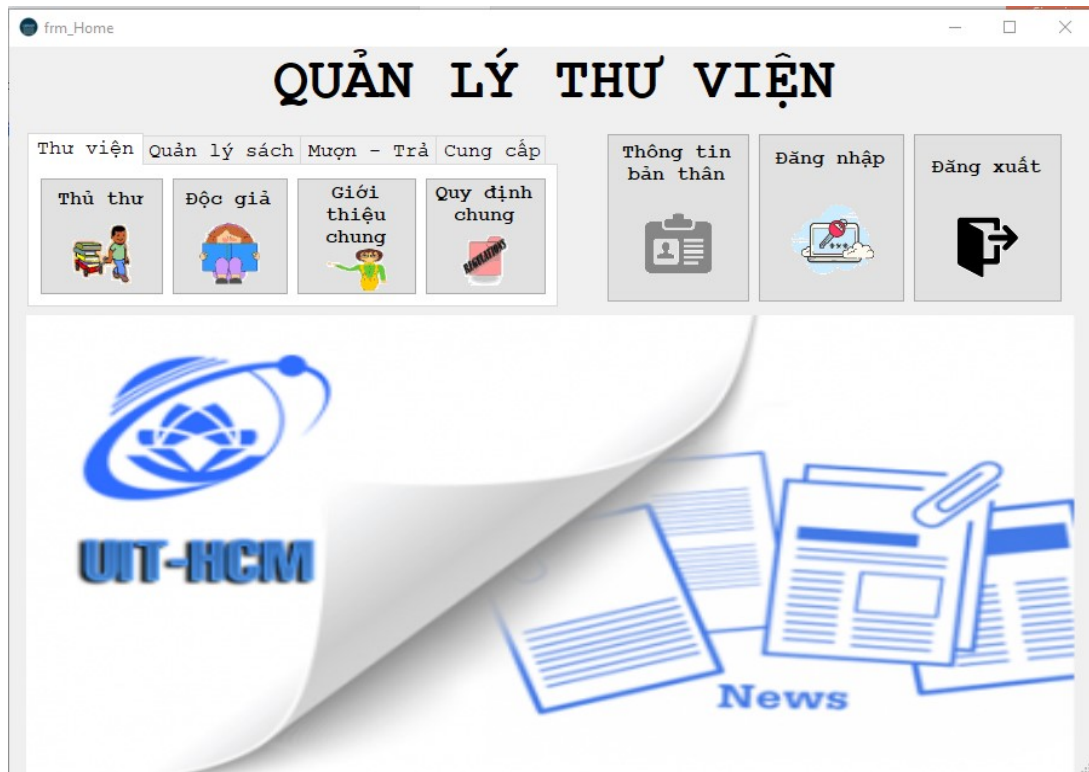 frm_Home
QUẢN LÝ THƯ VIỆN
Thư viện Quản lý sách Mượn - Trả Cung cấp
Thủ thư
Độc giả
Giới
thiệu
chung
Quy định
chung
REGULATIONS
Thông tin
bản thân
Đăng nhập
Đăng xuất
UIT-HCM
News